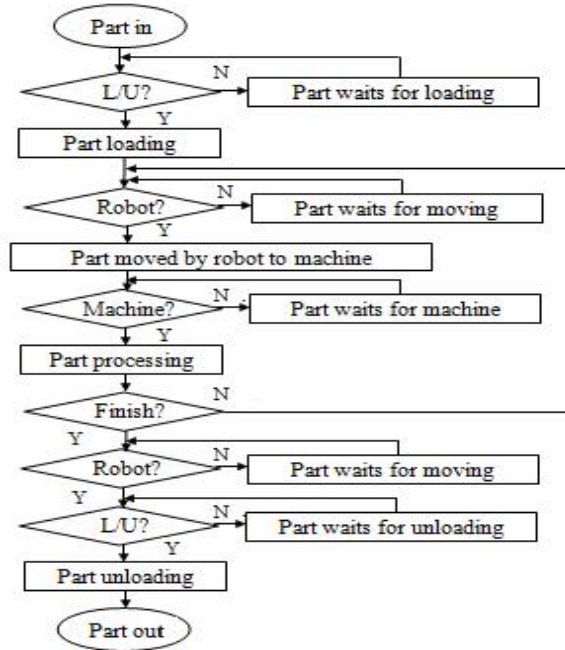 Part in
N
L/U?
Part waits for loading
Y
Part loading
N
Robot?
Part waits for moving
Y
Part moved by robot to machine
Machine?
N
Part waits for machine
Y
Part processing
N
Finish?
Y
Robot?
N
Part waits for moving
Y
L/U?
N
Part waits for unloading
Y
Part unloading
Part out